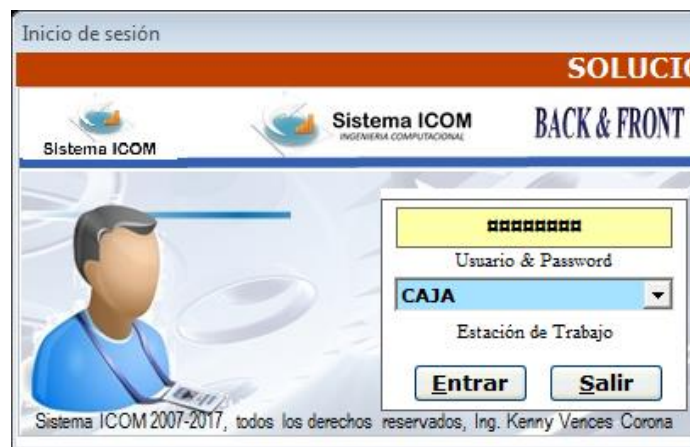 Inicio de sesión
SOLUCIO
Sistema ICOM
Sistema ICOM
INGENIERIA COMPUTACIONAL
BACK & FRONT
¤¤¤¤¤¤¤¤
Usuario & Password
CAJA
Estación de Trabajo
Entrar Salir
Sistema ICOM 2007-2017, todos los derechos reservados, Ing. Kenny Vences Corona